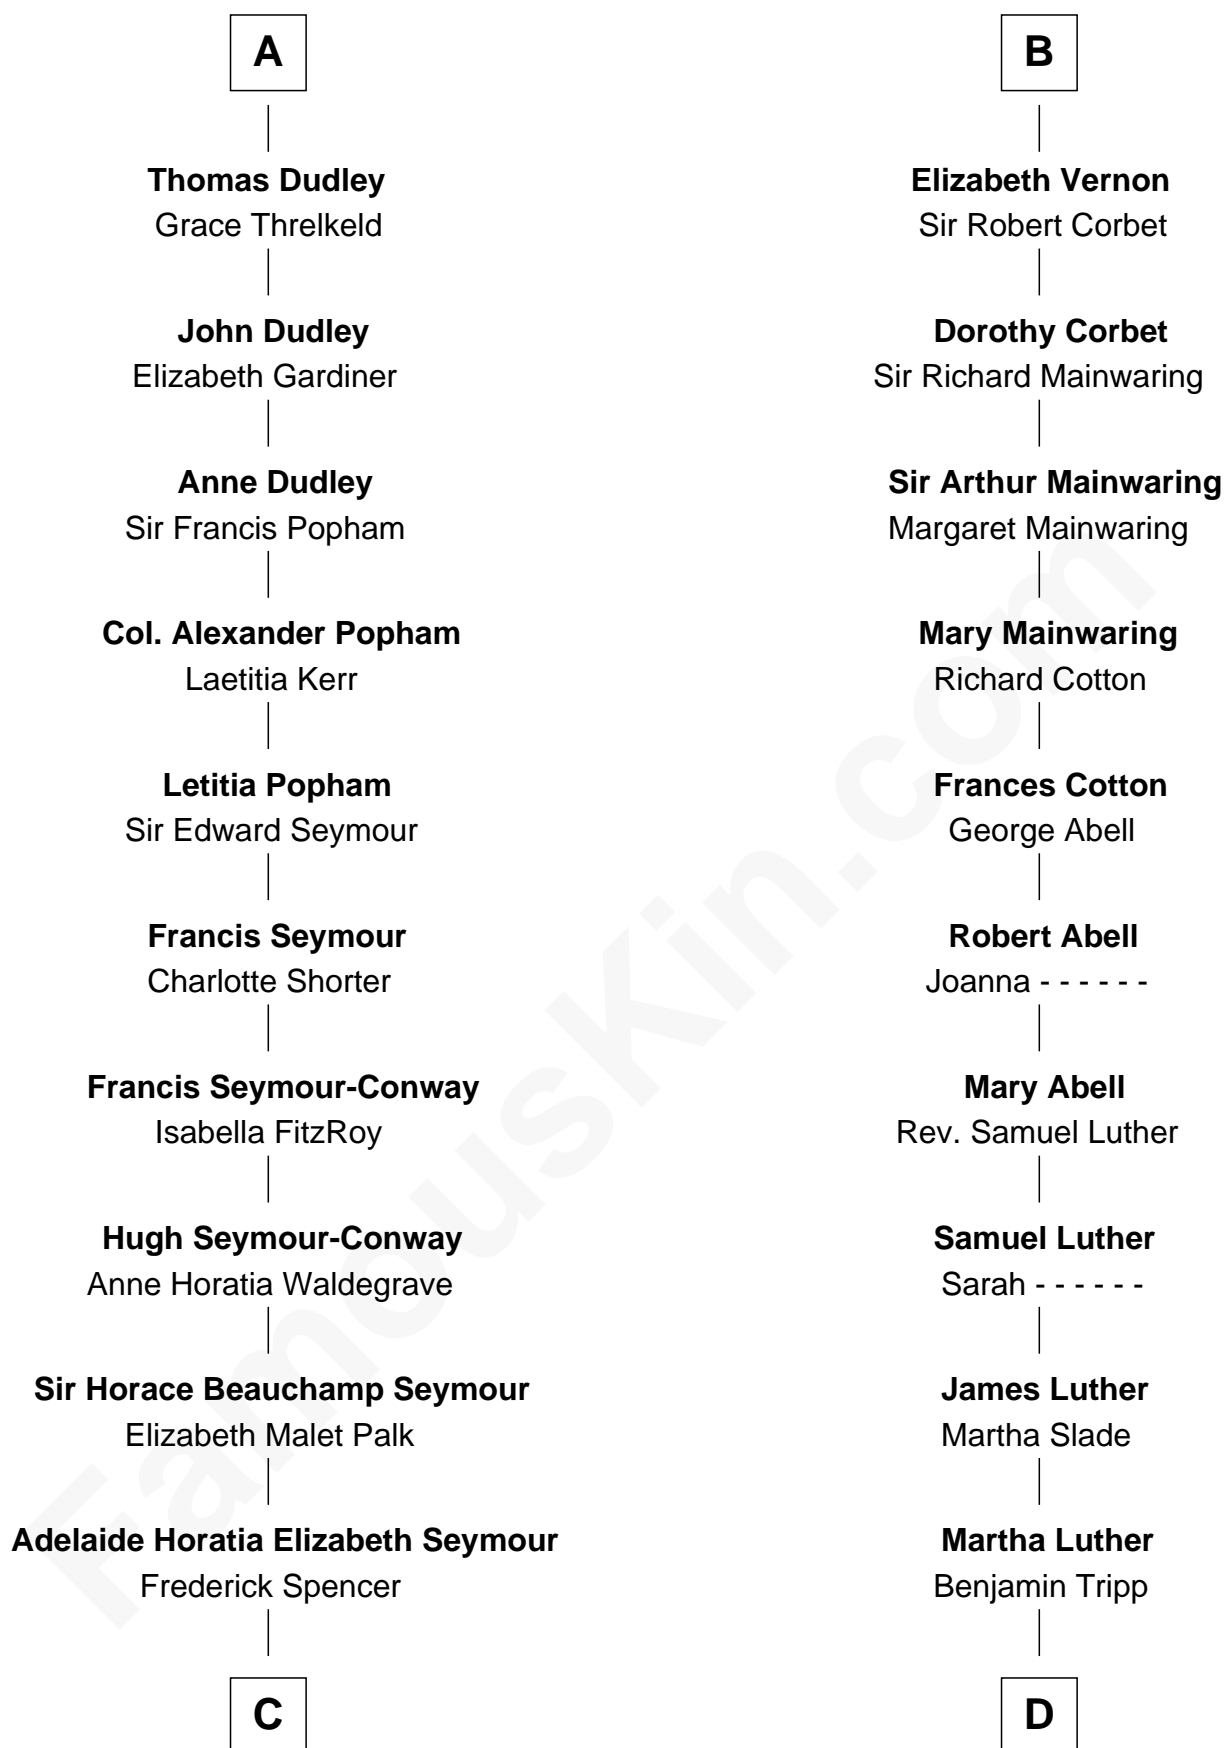 A
Thomas Dudley
Grace Threlkeld
John Dudley
Elizabeth Gardiner
Anne Dudley
Sir Francis Popham
Col. Alexander Popham
Laetitia Kerr
Letitia Popham
Sir Edward Seymour
Francis Seymour
Charlotte Shorter
Francis Seymour-Conway
Isabella FitzRoy
Hugh Seymour-Conway
Anne Horatia Waldegrave
Sir Horace Beauchamp Seymour
Elizabeth Malet Palk
Adelaide Horatia Elizabeth Seymour
Frederick Spencer
C
B
Elizabeth Vernon
Sir Robert Corbet
Dorothy Corbet
Sir Richard Mainwaring
Sir Arthur Mainwaring
Margaret Mainwaring
Mary Mainwaring
Richard Cotton
Frances Cotton
George Abell
Robert Abell
Joanna - - - - - -
Mary Abell
Rev. Samuel Luther
Samuel Luther
Sarah - - - - - -
James Luther
Martha Slade
Martha Luther
Benjamin Tripp
D
FamousKin.com